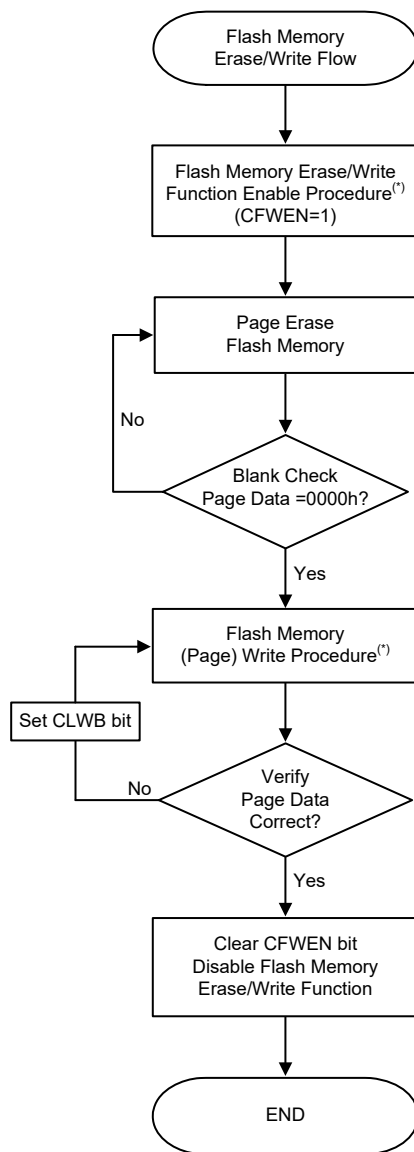 Flash Memory
Erase/Write Flow
Flash Memory Erase/Write
Function Enable Procedure(*)
(CFWEN=1)
Page Erase
Flash Memory
No
Blank Check
Page Data =0000h?
Yes
Flash Memory
(Page) Write Procedure(*)
Set CLWB bit
No
Verify
Page Data
Correct?
Yes
Clear CFWEN bit
Disable Flash Memory
Erase/Write Function
END